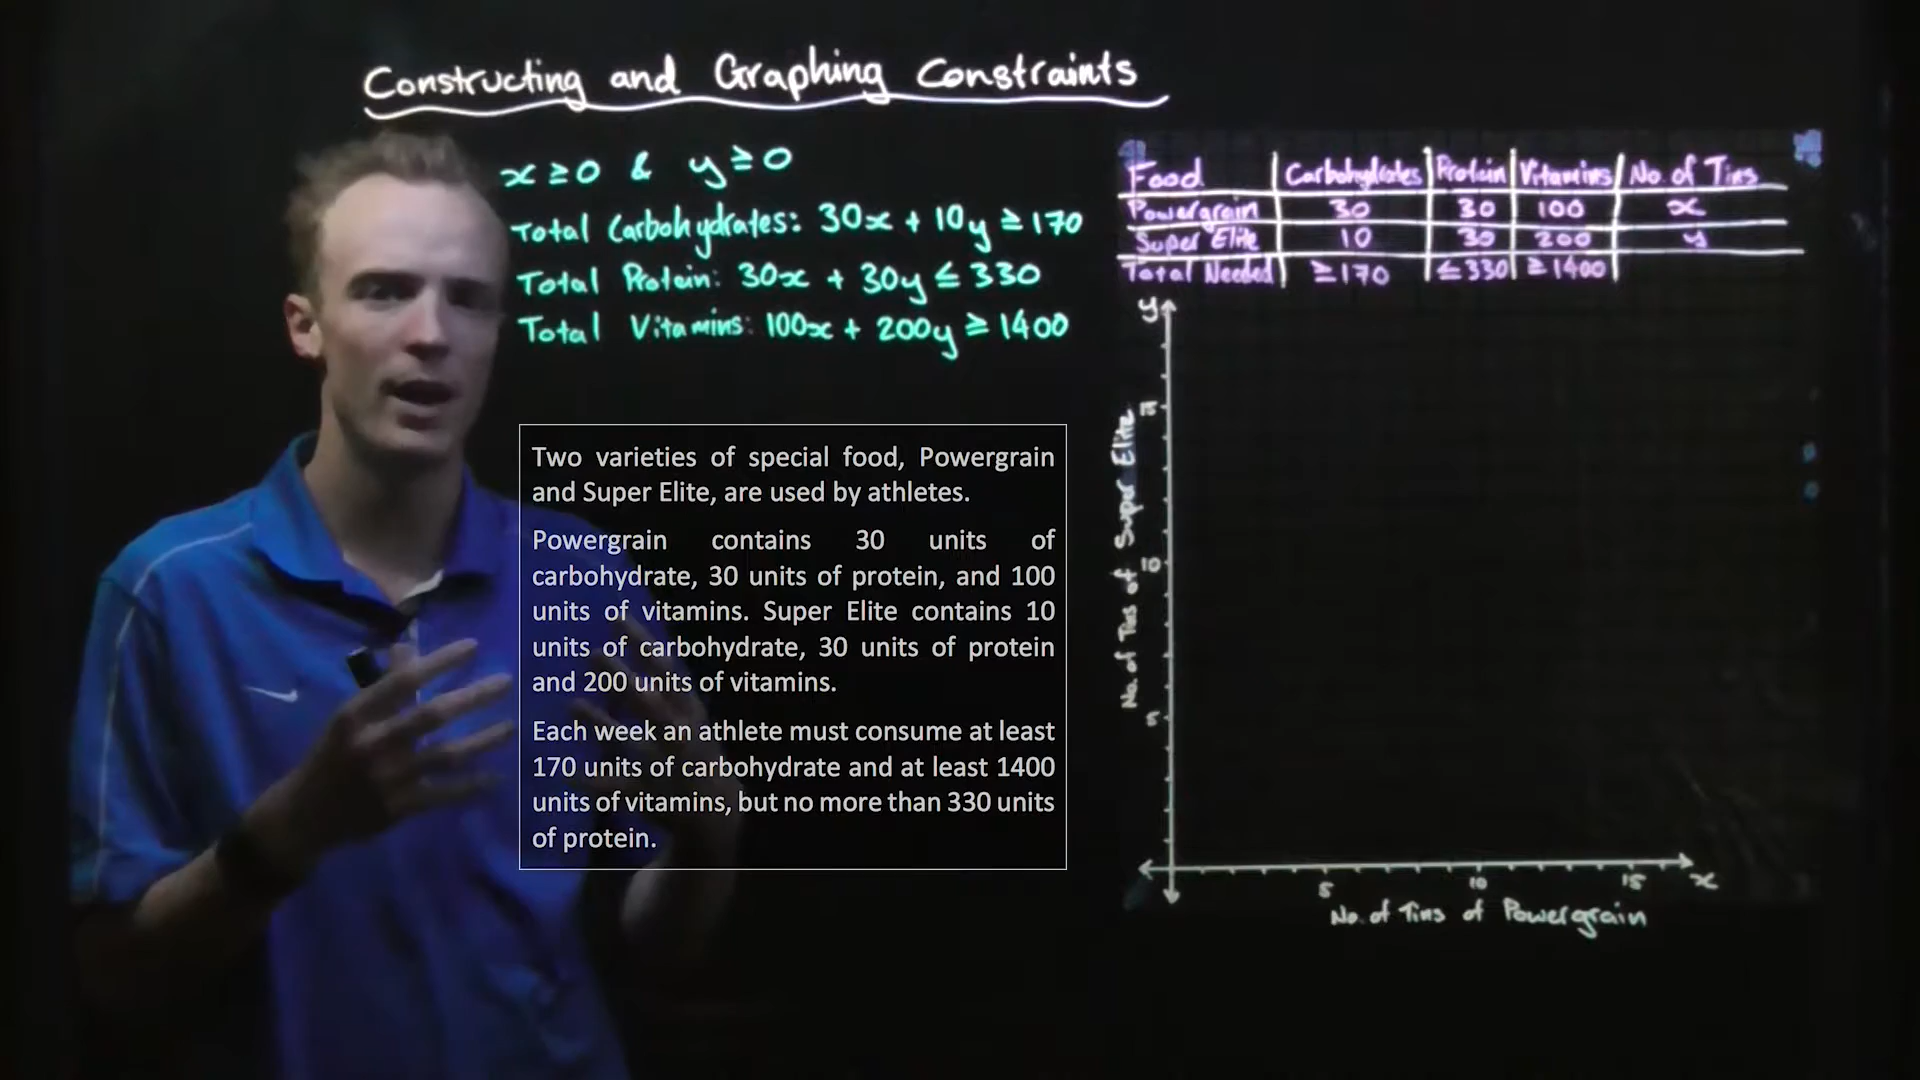 Constructing and Graphing Constraints
x ≥ 0 & y ≥ 0
Total Carbohydrates: 30x + 10y ≥ 170
Total Protein: 30x + 30y ≤ 330
Total Vitamins: 100x + 200y ≥ 1400
Two varieties of special food, Powergrain
and Super Elite, are used by athletes.
Powergrain contains 30 units of
carbohydrate, 30 units of protein, and 100
units of vitamins. Super Elite contains 10
units of carbohydrate, 30 units of protein
and 200 units of vitamins.
Each week an athlete must consume at least
170 units of carbohydrate and at least 1400
units of vitamins, but no more than 330 units
of protein.
Food | Carbohydrates | Protein | Vitamins | No. of Tins
Powergrain | 30 | 30 | 100 | x
Super Elite | 10 | 30 | 200 | y
Total Needed | ≥ 170 | ≤ 330 | ≥ 1400 |
y
15
10
5
No. of Tins of Super Elite
5 10 15 x
No. of Tins of Powergrain